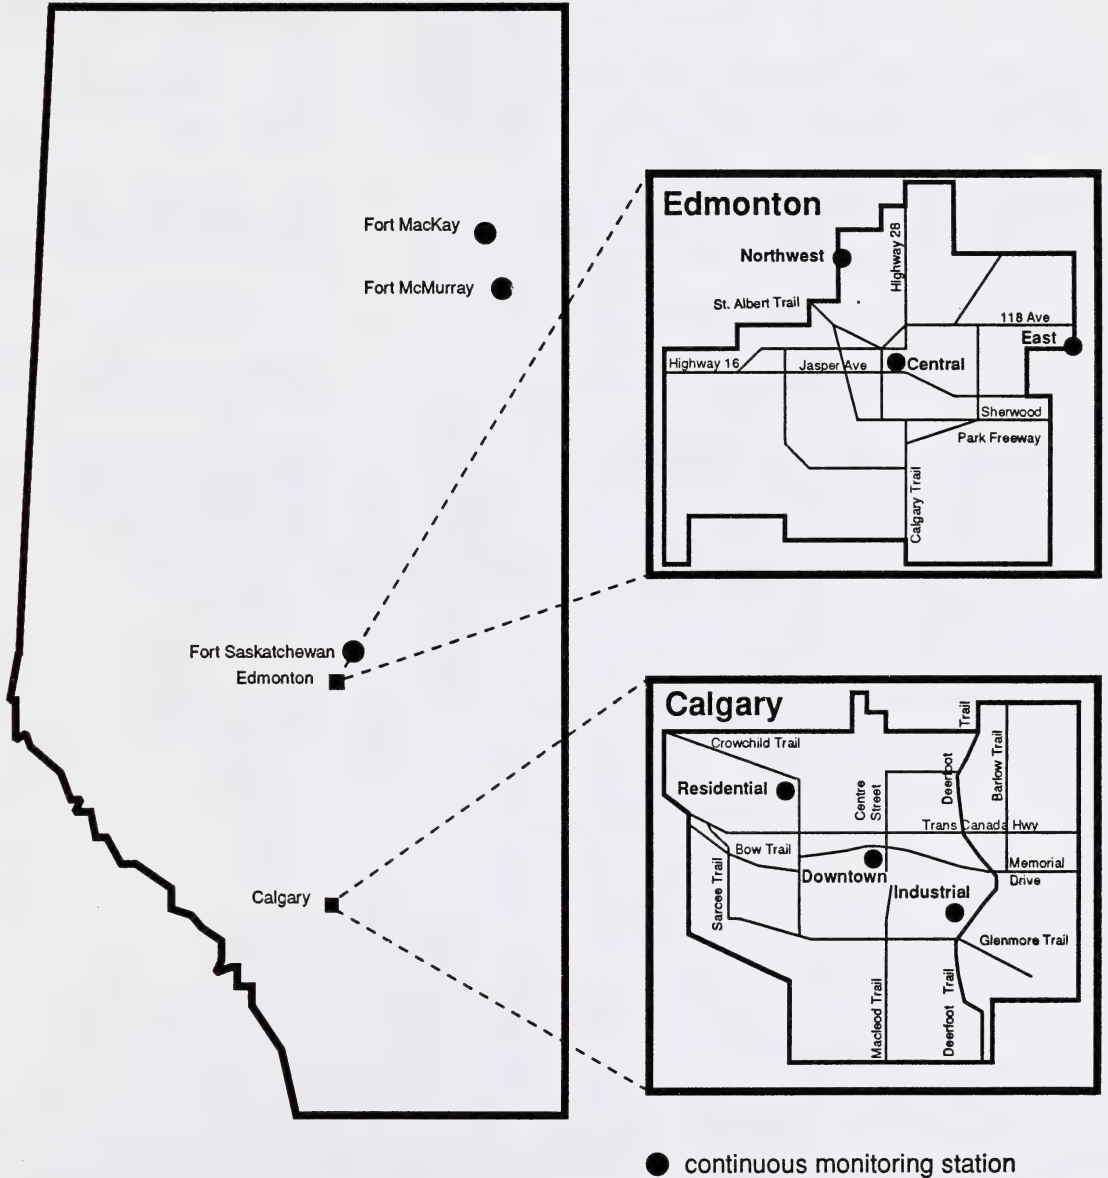 Fort MacKay
Fort McMurray
Fort Saskatchewan
Edmonton
Calgary
Edmonton
Northwest
Highway 28
St. Albert Trail
118 Ave
East
Highway 16
Jasper Ave
Central
Sherwood
Park Freeway
Calgary Trail
Calgary
Trail
Crowchild Trail
Deerfoot
Barlow Trail
Residential
Centre
Street
Trans Canada Hwy
Bow Trail
Memorial
Drive
Downtown
Sarcee Trail
Industrial
Glenmore Trail
Macleod Trail
Deerfoot Trail
continuous monitoring station